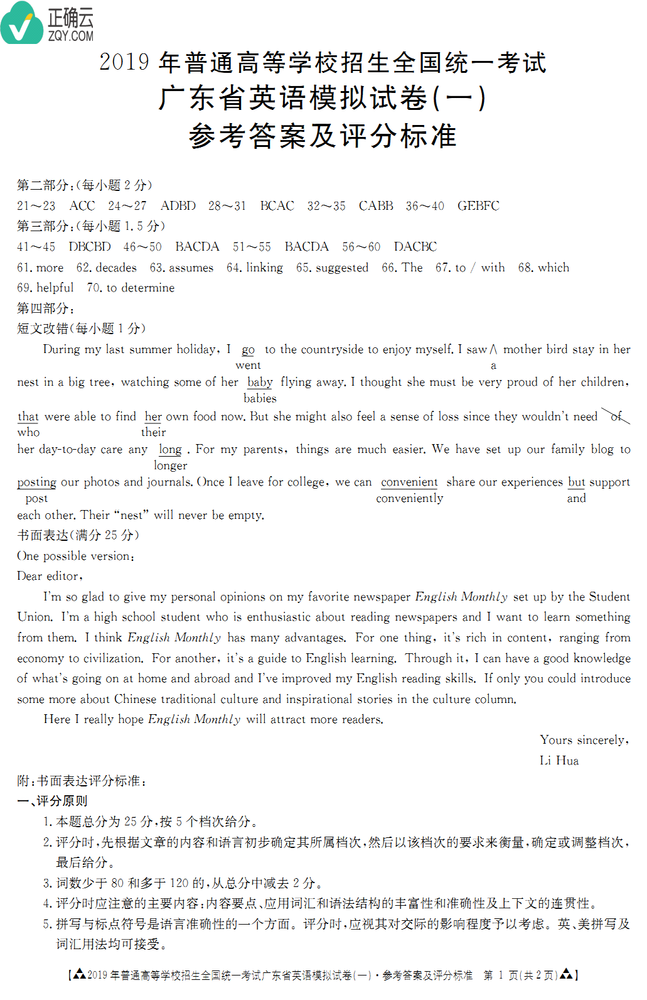 正确云
ZQY.COM
2019年普通高等学校招生全国统一考试
广东省英语模拟试卷(一)
参考答案及评分标准
第二部分:(每小题2分)
21～23 ACC 24～27 ADBD 28～31 BCAC 32～35 CABB 36～40 GEBFC
第三部分:(每小题1.5分)
41～45 DBCBD 46～50 BACDA 51～55 BACDA 56～60 DACBC
61. more 62. decades 63. assumes 64. linking 65. suggested 66. The 67. to / with 68. which
69. helpful 70. to determine
第四部分:
短文改错(每小题1分)
During my last summer holiday, I go to the countryside to enjoy myself. I saw ∧ mother bird stay in her
went a
nest in a big tree, watching some of her baby flying away. I thought she must be very proud of her children,
babies
that were able to find her own food now. But she might also feel a sense of loss since they wouldn't need of
who their
her day-to-day care any long. For my parents, things are much easier. We have set up our family blog to
longer
posting our photos and journals. Once I leave for college, we can convenient share our experiences but support
post conveniently and
each other. Their “nest” will never be empty.
书面表达(满分25分)
One possible version:
Dear editor,
I'm so glad to give my personal opinions on my favorite newspaper English Monthly set up by the Student
Union. I'm a high school student who is enthusiastic about reading newspapers and I want to learn something
from them. I think English Monthly has many advantages. For one thing, it's rich in content, ranging from
economy to civilization. For another, it's a guide to English learning. Through it, I can have a good knowledge
of what's going on at home and abroad and I've improved my English reading skills. If only you could introduce
some more about Chinese traditional culture and inspirational stories in the culture column.
Here I really hope English Monthly will attract more readers.
Yours sincerely,
Li Hua
附:书面表达评分标准:
一、评分原则
1. 本题总分为25分,按5个档次给分。
2. 评分时,先根据文章的内容和语言初步确定其所属档次,然后以该档次的要求来衡量,确定或调整档次,
最后给分。
3. 词数少于80和多于120的,从总分中减去2分。
4. 评分时应注意的主要内容:内容要点、应用词汇和语法结构的丰富性和准确性及上下文的连贯性。
5. 拼写与标点符号是语言准确性的一个方面。评分时,应视其对交际的影响程度予以考虑。英、美拼写及
词汇用法均可接受。
【2019年普通高等学校招生全国统一考试广东省英语模拟试卷(一)·参考答案及评分标准 第1页(共2页)】